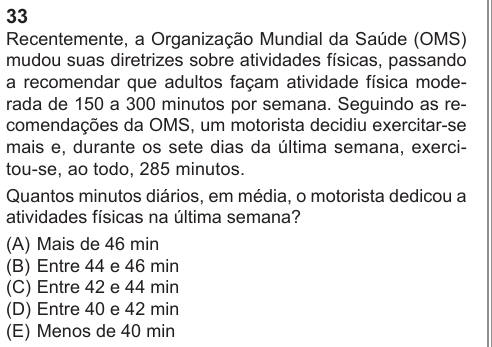 33
Recentemente, a Organização Mundial da Saúde (OMS)
mudou suas diretrizes sobre atividades físicas, passando
a recomendar que adultos façam atividade física mode-
rada de 150 a 300 minutos por semana. Seguindo as re-
comendações da OMS, um motorista decidiu exercitar-se
mais e, durante os sete dias da última semana, exerci-
tou-se, ao todo, 285 minutos.
Quantos minutos diários, em média, o motorista dedicou a
atividades físicas na última semana?
(A) Mais de 46 min
(B) Entre 44 e 46 min
(C) Entre 42 e 44 min
(D) Entre 40 e 42 min
(E) Menos de 40 min